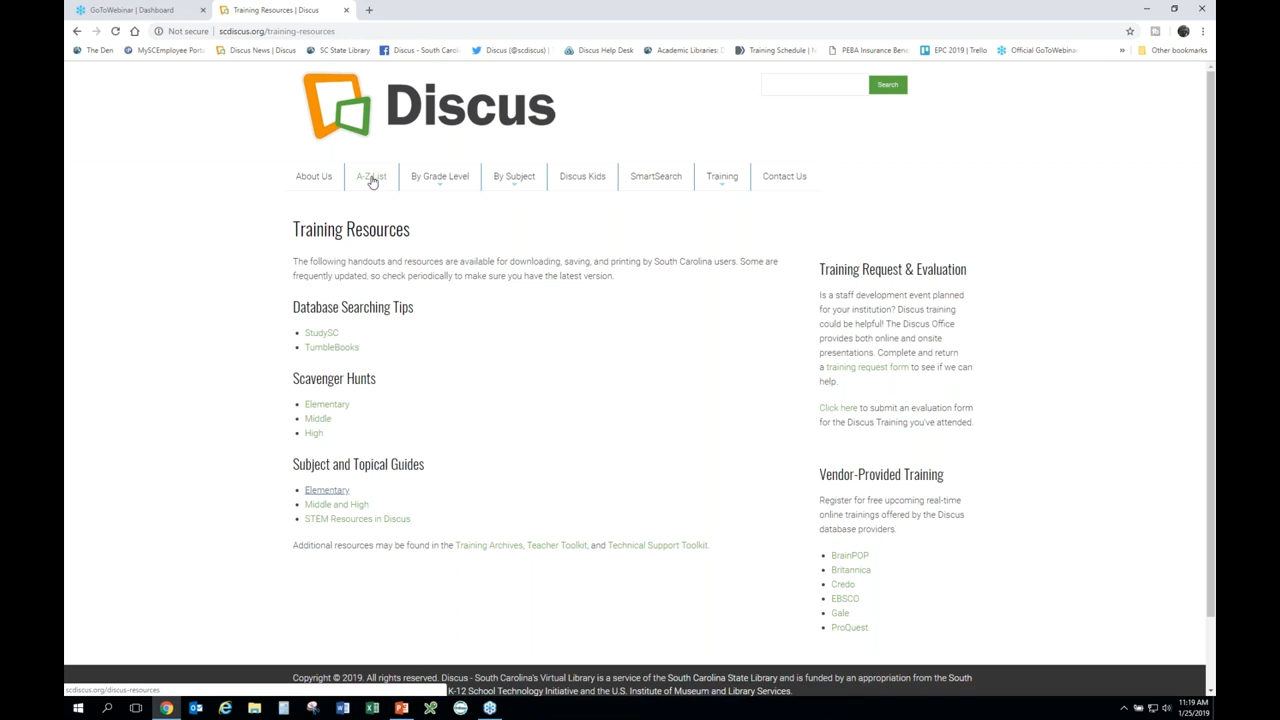 GoToWebinar | Dashboard
Training Resources | Discus
Not secure | scdiscus.org/training-resources
The Den
MySCEmployee Port
Discus News | Discus
SC State Library
Discus - South Caroli
Twitter (@scdiscus) |
Discus Help Desk
Academic Libraries: D
Training Schedule | N
PEBA Insurance Bene
EPC 2019 | Trello
Official GoToWebinar
Other bookmarks
Discus
Search
About Us
A-Z List
By Grade Level
By Subject
Discus Kids
SmartSearch
Training
Contact Us
Training Resources
The following handouts and resources are available for downloading, saving, and printing by South Carolina users. Some are
frequently updated, so check periodically to make sure you have the latest version.
Database Searching Tips
StudySC
TumbleBooks
Scavenger Hunts
Elementary
Middle
High
Subject and Topical Guides
Elementary
Middle and High
STEM Resources in Discus
Additional resources may be found in the Training Archives, Teacher Toolkit, and Technical Support Toolkit.
Training Request & Evaluation
Is a staff development event planned
for your institution? Discus training
could be helpful! The Discus Office
provides both online and onsite
presentations. Complete and return
a training request form to see if we can
help.
Click here to submit an evaluation form
for the Discus Training you've attended.
Vendor-Provided Training
Register for free upcoming real-time
online trainings offered by the Discus
database providers.
BrainPOP
Britannica
Credo
EBSCO
Gale
ProQuest
Copyright © 2019. All rights reserved. Discus - South Carolina's Virtual Library is a service of the South Carolina State Library and is funded by an appropriation from the South
K-12 School Technology Initiative and the U.S. Institute of Museum and Library Services.
scdiscus.org/discus-resources
11:19 AM
1/25/2019